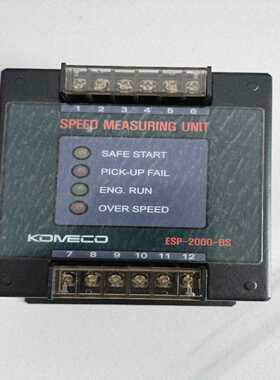 1 2 3 4 5 6
SPEED MEASURING UNIT
SAFE START
PICK-UP FAIL
ENG. RUN
OVER SPEED
KOMECO ESP-2000-BS
7 8 9 10 11 12